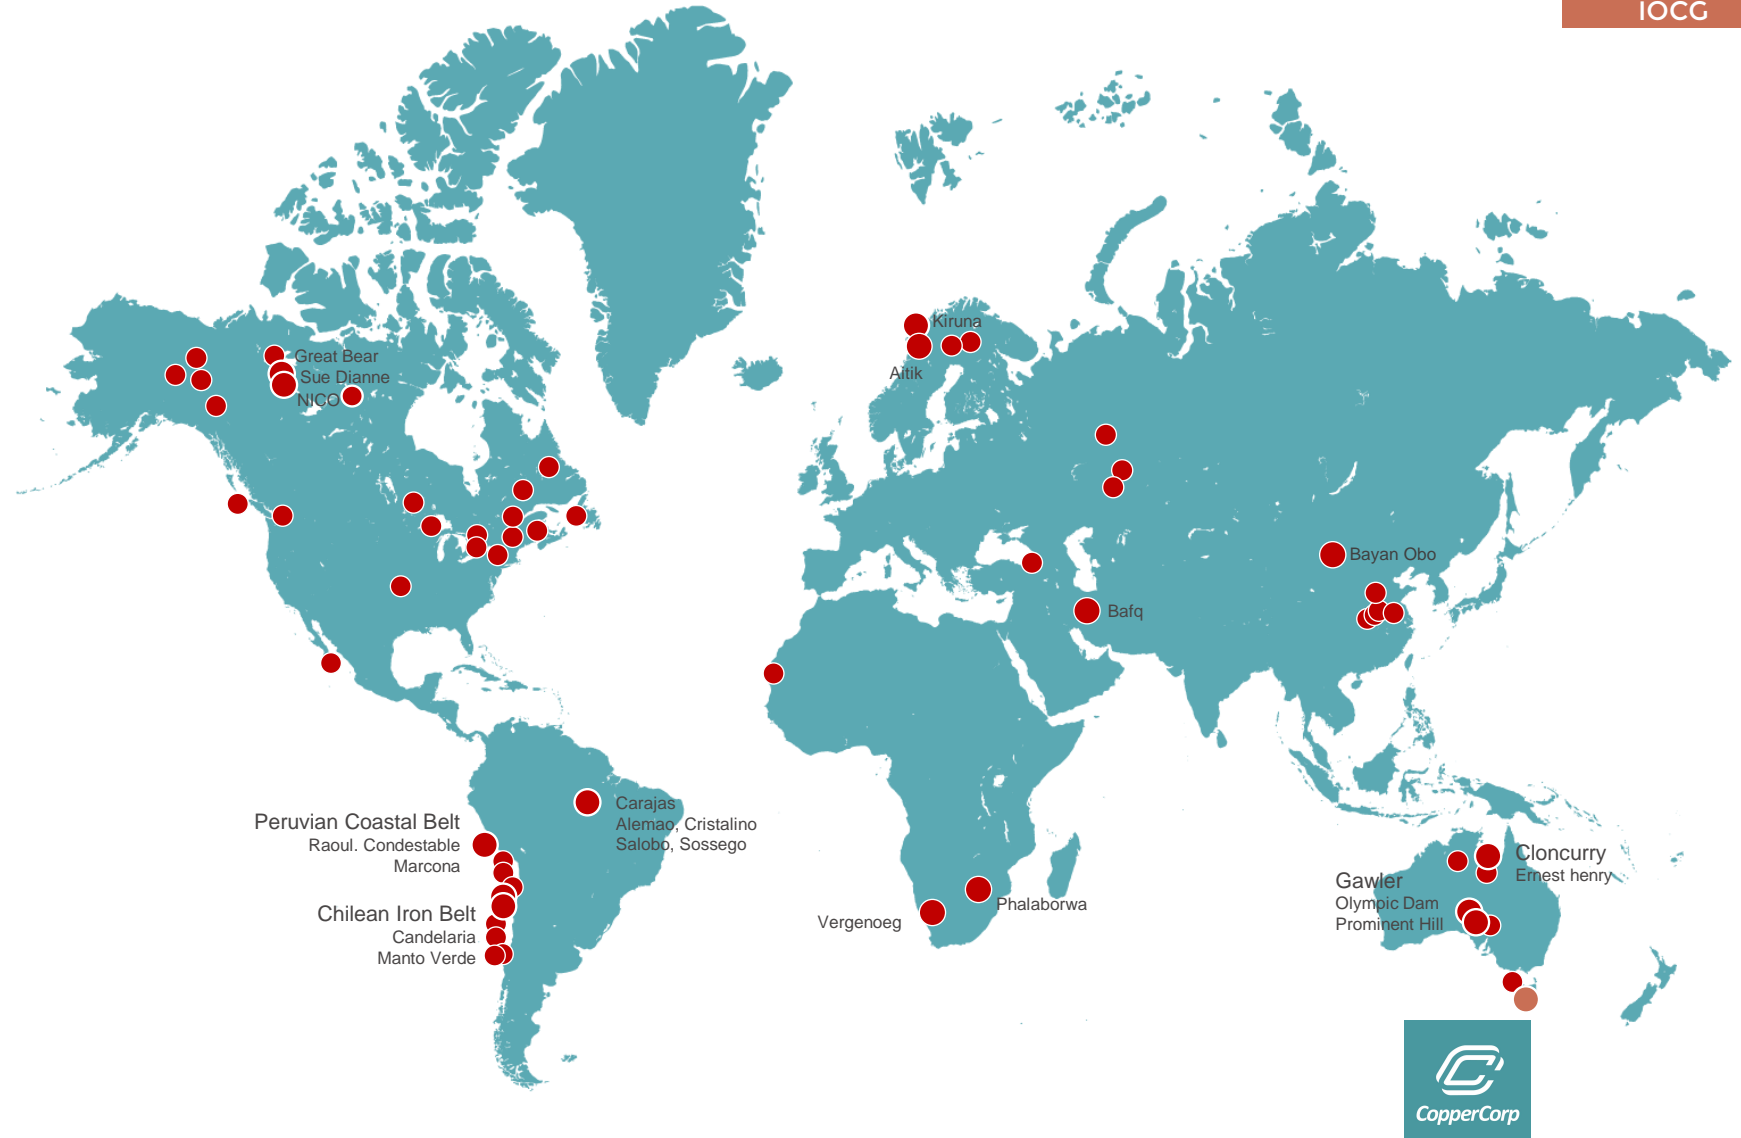 IOCG
Kiruna
Aitik
Great Bear
Sue Dianne
NICO
Bayan Obo
Bafq
Carajas
Alemao, Cristalino
Salobo, Sossego
Peruvian Coastal Belt
Raoul. Condestable
Marcona
Chilean Iron Belt
Candelaria
Manto Verde
Phalaborwa
Vergenoeg
Cloncurry
Ernest henry
Gawler
Olympic Dam
Prominent Hill
CopperCorp